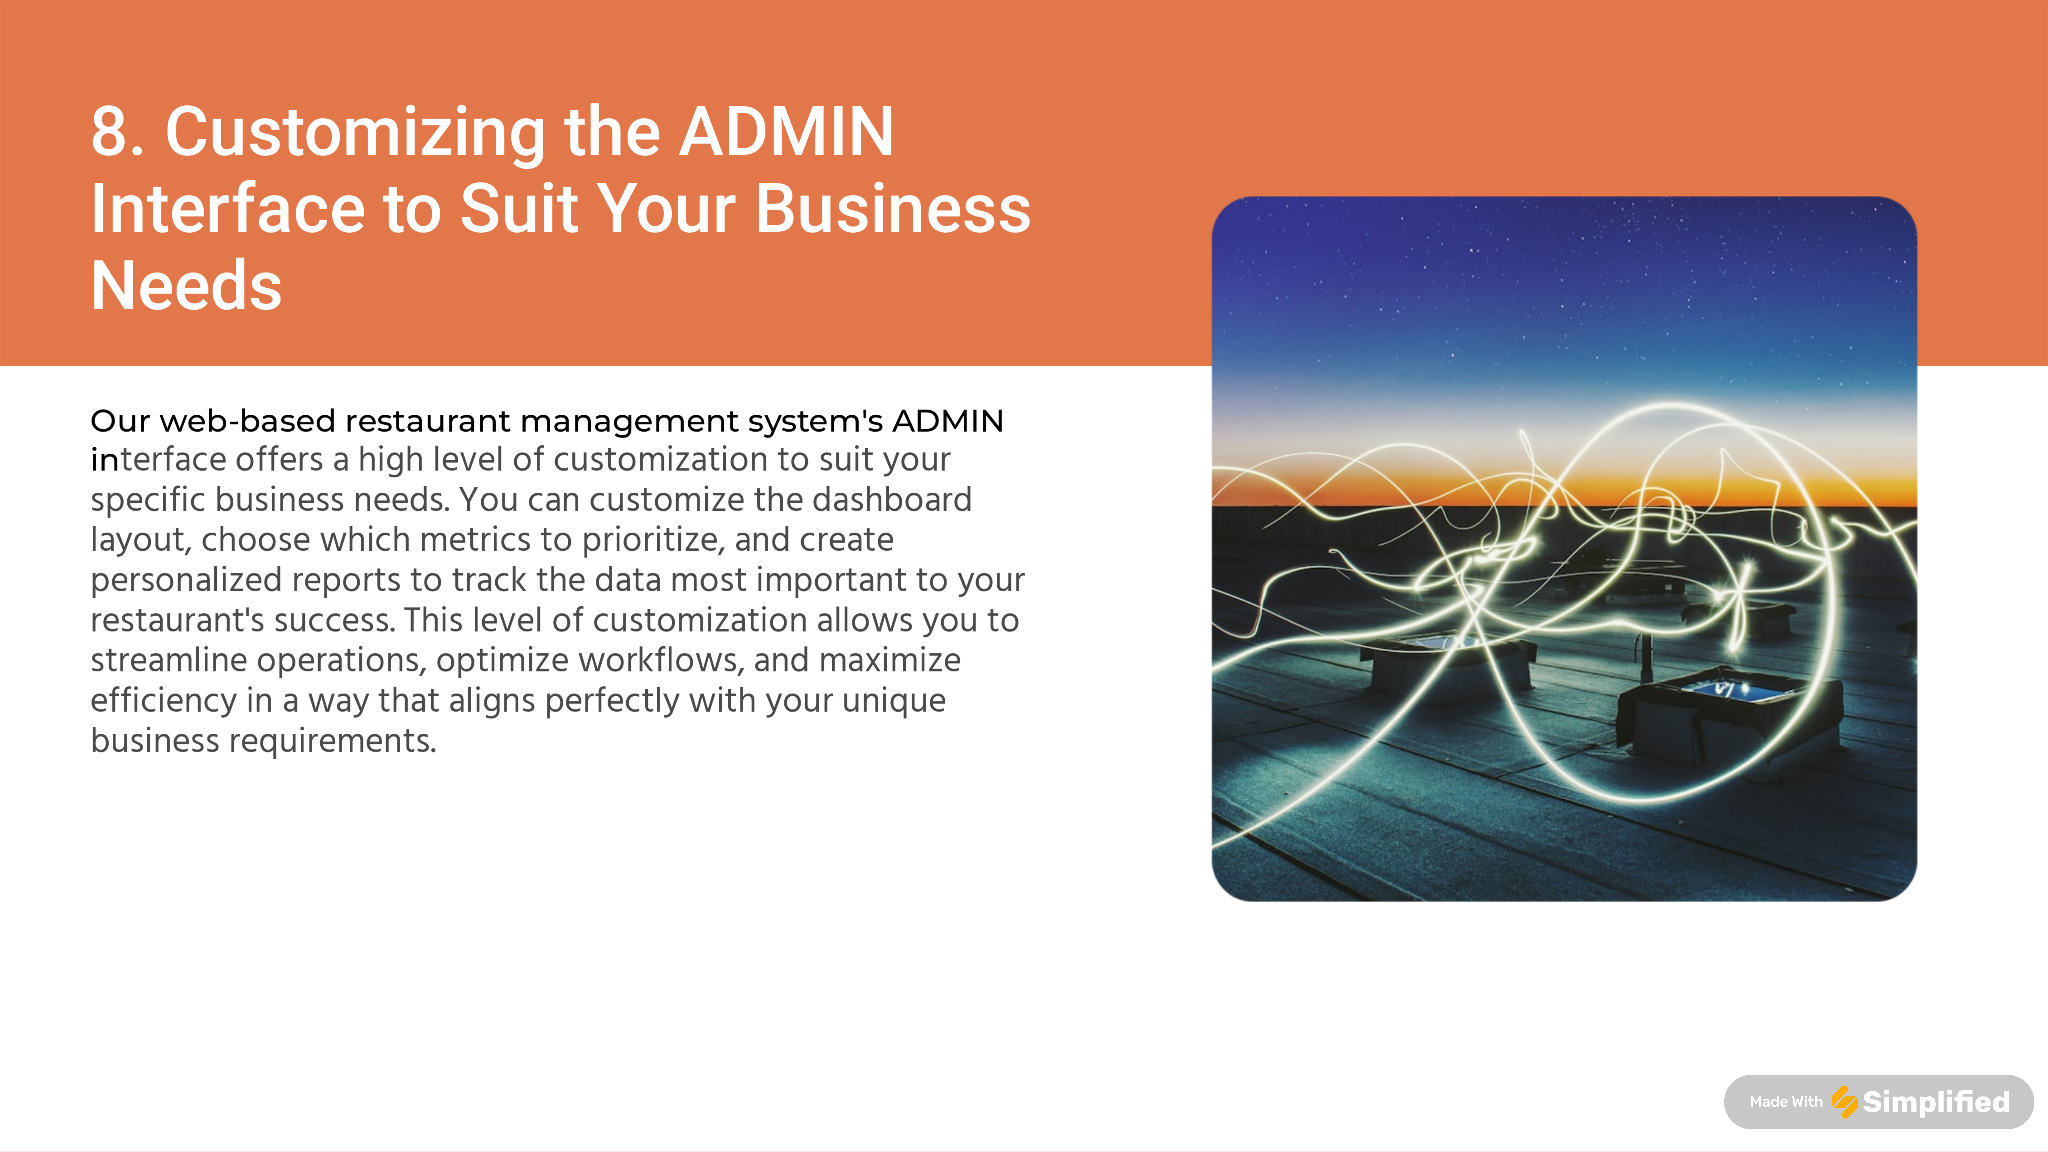 8. Customizing the ADMIN
Interface to Suit Your Business
Needs
Our web-based restaurant management system's ADMIN
interface offers a high level of customization to suit your
specific business needs. You can customize the dashboard
layout, choose which metrics to prioritize, and create
personalized reports to track the data most important to your
restaurant's success. This level of customization allows you to
streamline operations, optimize workflows, and maximize
efficiency in a way that aligns perfectly with your unique
business requirements.
Made With Simplified